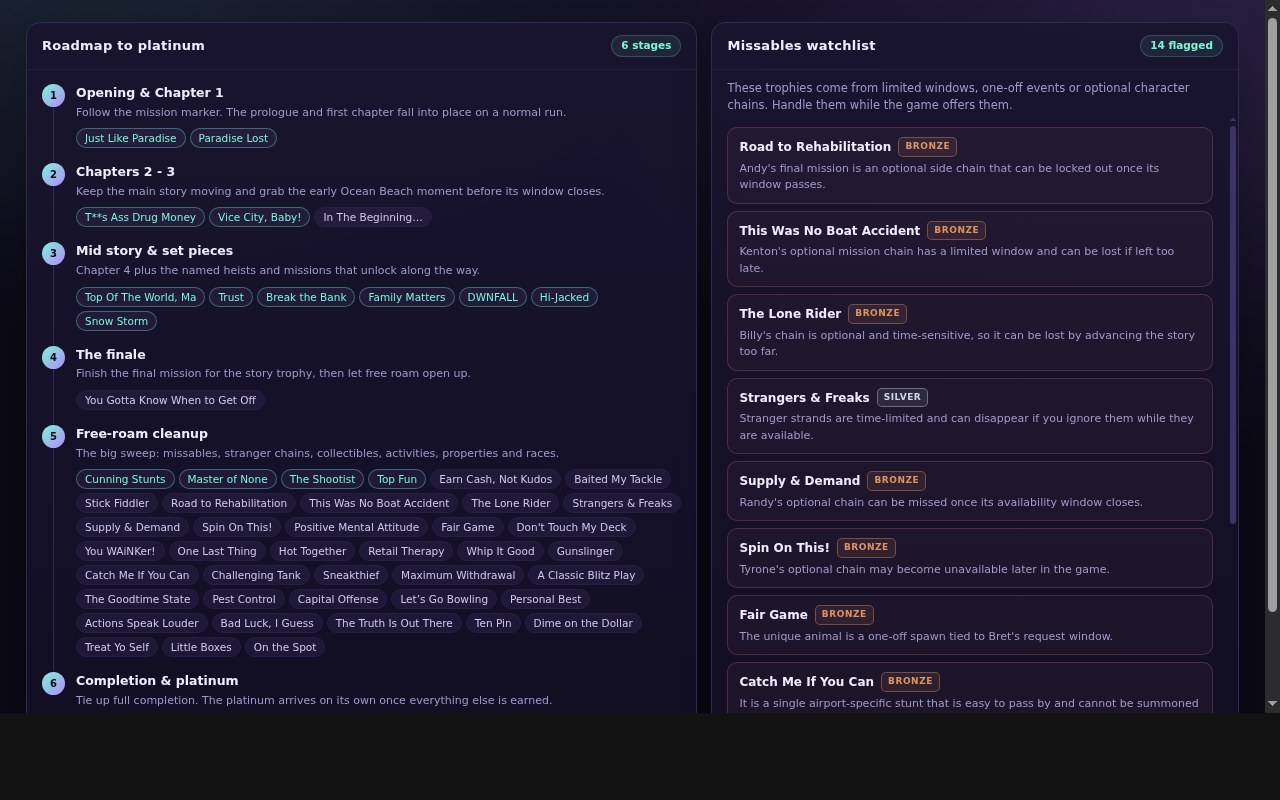 Roadmap to platinum
6 stages
1
Opening & Chapter 1
Follow the mission marker. The prologue and first chapter fall into place on a normal run.
Just Like Paradise
Paradise Lost
2
Chapters 2 - 3
Keep the main story moving and grab the early Ocean Beach moment before its window closes.
T**s Ass Drug Money
Vice City, Baby!
In The Beginning...
3
Mid story & set pieces
Chapter 4 plus the named heists and missions that unlock along the way.
Top Of The World, Ma
Trust
Break the Bank
Family Matters
DWNFALL
Hi-Jacked
Snow Storm
4
The finale
Finish the final mission for the story trophy, then let free roam open up.
You Gotta Know When to Get Off
5
Free-roam cleanup
The big sweep: missables, stranger chains, collectibles, activities, properties and races.
Cunning Stunts
Master of None
The Shootist
Top Fun
Earn Cash, Not Kudos
Baited My Tackle
Stick Fiddler
Road to Rehabilitation
This Was No Boat Accident
The Lone Rider
Strangers & Freaks
Supply & Demand
Spin On This!
Positive Mental Attitude
Fair Game
Don't Touch My Deck
You WAiNKer!
One Last Thing
Hot Together
Retail Therapy
Whip It Good
Gunslinger
Catch Me If You Can
Challenging Tank
Sneakthief
Maximum Withdrawal
A Classic Blitz Play
The Goodtime State
Pest Control
Capital Offense
Let's Go Bowling
Personal Best
Actions Speak Louder
Bad Luck, I Guess
The Truth Is Out There
Ten Pin
Dime on the Dollar
Treat Yo Self
Little Boxes
On the Spot
6
Completion & platinum
Tie up full completion. The platinum arrives on its own once everything else is earned.
Missables watchlist
14 flagged
These trophies come from limited windows, one-off events or optional character
chains. Handle them while the game offers them.
Road to Rehabilitation
BRONZE
Andy's final mission is an optional side chain that can be locked out once its
window passes.
This Was No Boat Accident
BRONZE
Kenton's optional mission chain has a limited window and can be lost if left too
late.
The Lone Rider
BRONZE
Billy's chain is optional and time-sensitive, so it can be lost by advancing the story
too far.
Strangers & Freaks
SILVER
Stranger strands are time-limited and can disappear if you ignore them while they
are available.
Supply & Demand
BRONZE
Randy's optional chain can be missed once its availability window closes.
Spin On This!
BRONZE
Tyrone's optional chain may become unavailable later in the game.
Fair Game
BRONZE
The unique animal is a one-off spawn tied to Bret's request window.
Catch Me If You Can
BRONZE
It is a single airport-specific stunt that is easy to pass by and cannot be summoned